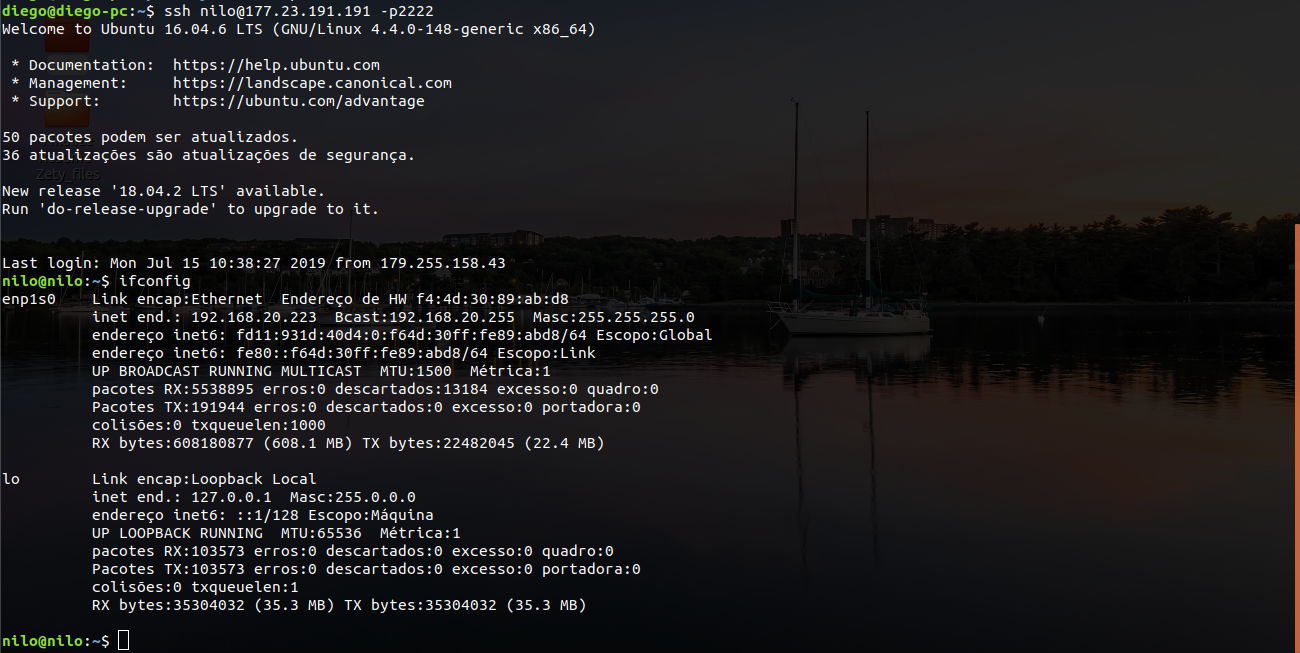 diego@diego-pc:~$ ssh nilo@177.23.191.191 -p2222
Welcome to Ubuntu 16.04.6 LTS (GNU/Linux 4.4.0-148-generic x86_64)
* Documentation:  https://help.ubuntu.com
* Management:     https://landscape.canonical.com
* Support:        https://ubuntu.com/advantage
50 pacotes podem ser atualizados.
36 atualizações são atualizações de segurança.
Zety_files
New release '18.04.2 LTS' available.
Run 'do-release-upgrade' to upgrade to it.
Last login: Mon Jul 15 10:38:27 2019 from 179.255.158.43
nilo@nilo:~$ ifconfig
enp1s0    Link encap:Ethernet  Endereço de HW f4:4d:30:89:ab:d8
inet end.: 192.168.20.223  Bcast:192.168.20.255  Masc:255.255.255.0
endereço inet6: fd11:931d:40d4:0:f64d:30ff:fe89:abd8/64 Escopo:Global
endereço inet6: fe80::f64d:30ff:fe89:abd8/64 Escopo:Link
UP BROADCAST RUNNING MULTICAST  MTU:1500  Métrica:1
pacotes RX:5538895 erros:0 descartados:13184 excesso:0 quadro:0
Pacotes TX:191944 erros:0 descartados:0 excesso:0 portadora:0
colisões:0 txqueuelen:1000
RX bytes:608180877 (608.1 MB) TX bytes:22482045 (22.4 MB)
lo        Link encap:Loopback Local
inet end.: 127.0.0.1  Masc:255.0.0.0
endereço inet6: ::1/128 Escopo:Máquina
UP LOOPBACK RUNNING  MTU:65536  Métrica:1
pacotes RX:103573 erros:0 descartados:0 excesso:0 quadro:0
Pacotes TX:103573 erros:0 descartados:0 excesso:0 portadora:0
colisões:0 txqueuelen:1
RX bytes:35304032 (35.3 MB) TX bytes:35304032 (35.3 MB)
nilo@nilo:~$